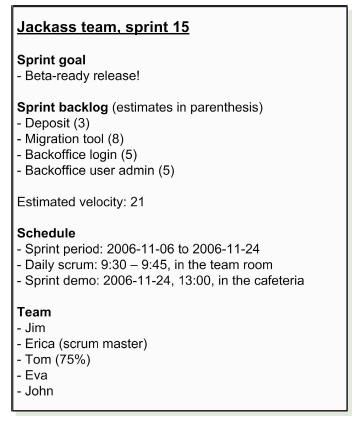 Jackass team, sprint 15
Sprint goal
- Beta-ready release!
Sprint backlog (estimates in parenthesis)
- Deposit (3)
- Migration tool (8)
- Backoffice login (5)
- Backoffice user admin (5)
Estimated velocity: 21
Schedule
- Sprint period: 2006-11-06 to 2006-11-24
- Daily scrum: 9:30 – 9:45, in the team room
- Sprint demo: 2006-11-24, 13:00, in the cafeteria
Team
- Jim
- Erica (scrum master)
- Tom (75%)
- Eva
- John